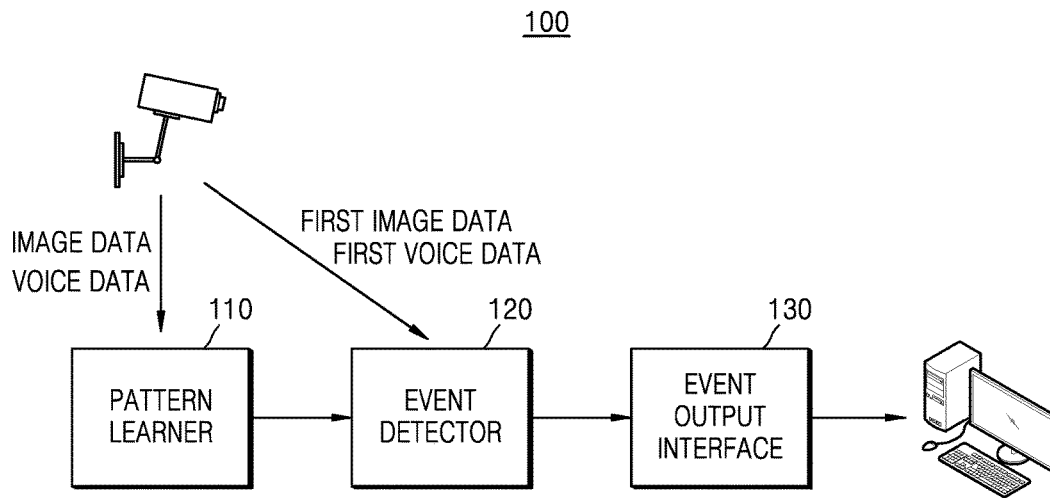 100
IMAGE DATA
VOICE DATA
FIRST IMAGE DATA
FIRST VOICE DATA
110
120
130
PATTERN
LEARNER
EVENT
DETECTOR
EVENT
OUTPUT
INTERFACE